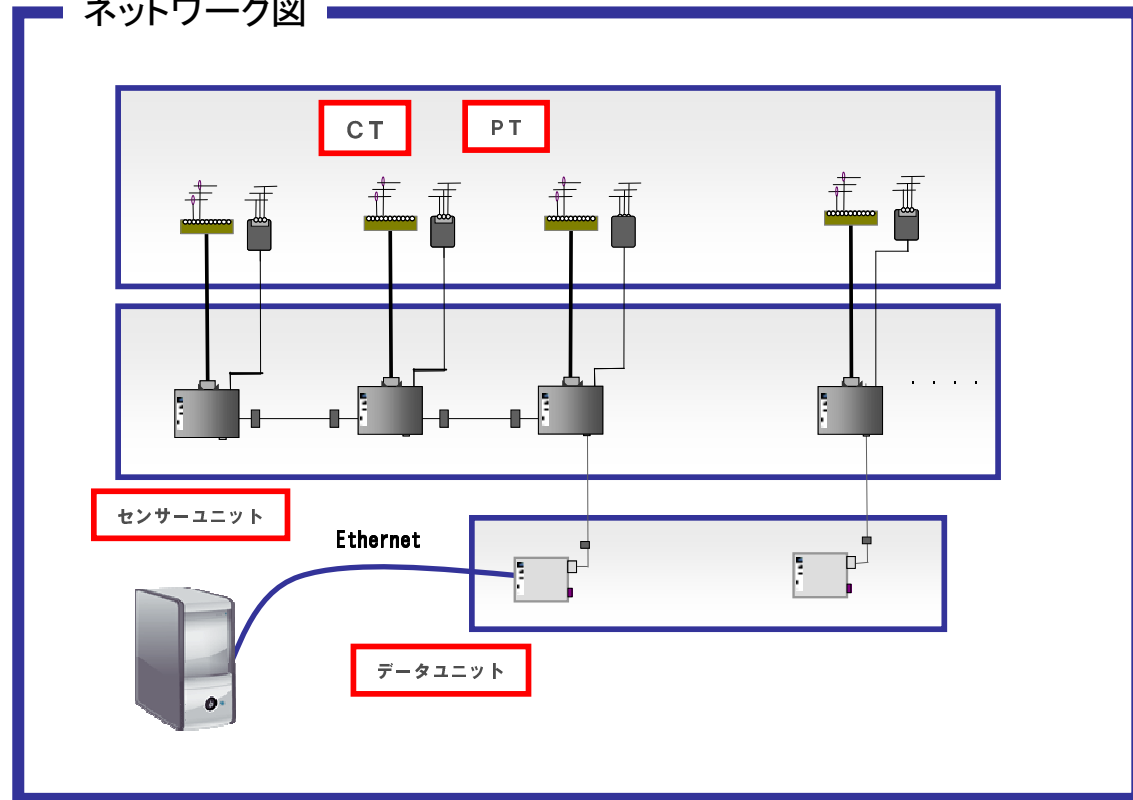 ネットワーク図
ＣＴ
ＰＴ
センサーユニット
Ethernet
データユニット